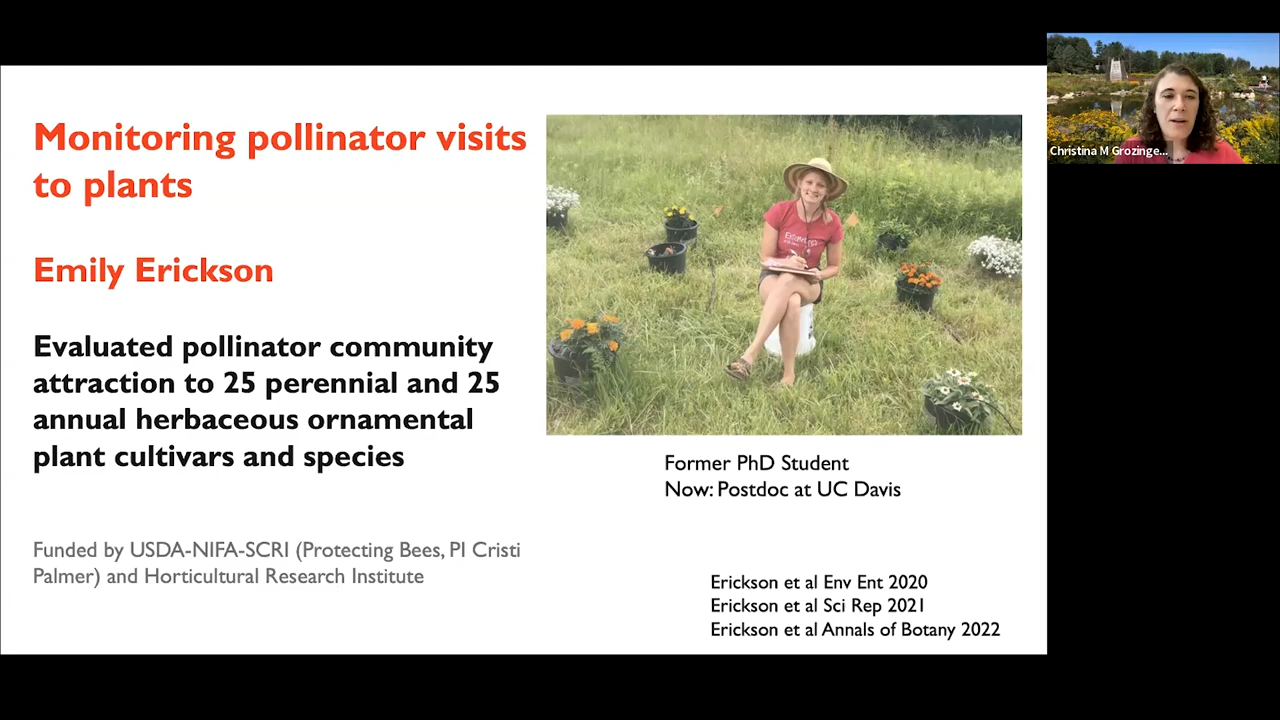 Monitoring pollinator visits
to plants
Emily Erickson
Evaluated pollinator community
attraction to 25 perennial and 25
annual herbaceous ornamental
plant cultivars and species
Funded by USDA-NIFA-SCRI (Protecting Bees, PI Cristi
Palmer) and Horticultural Research Institute
Former PhD Student
Now: Postdoc at UC Davis
Erickson et al Env Ent 2020
Erickson et al Sci Rep 2021
Erickson et al Annals of Botany 2022
Christina M Grozinge...